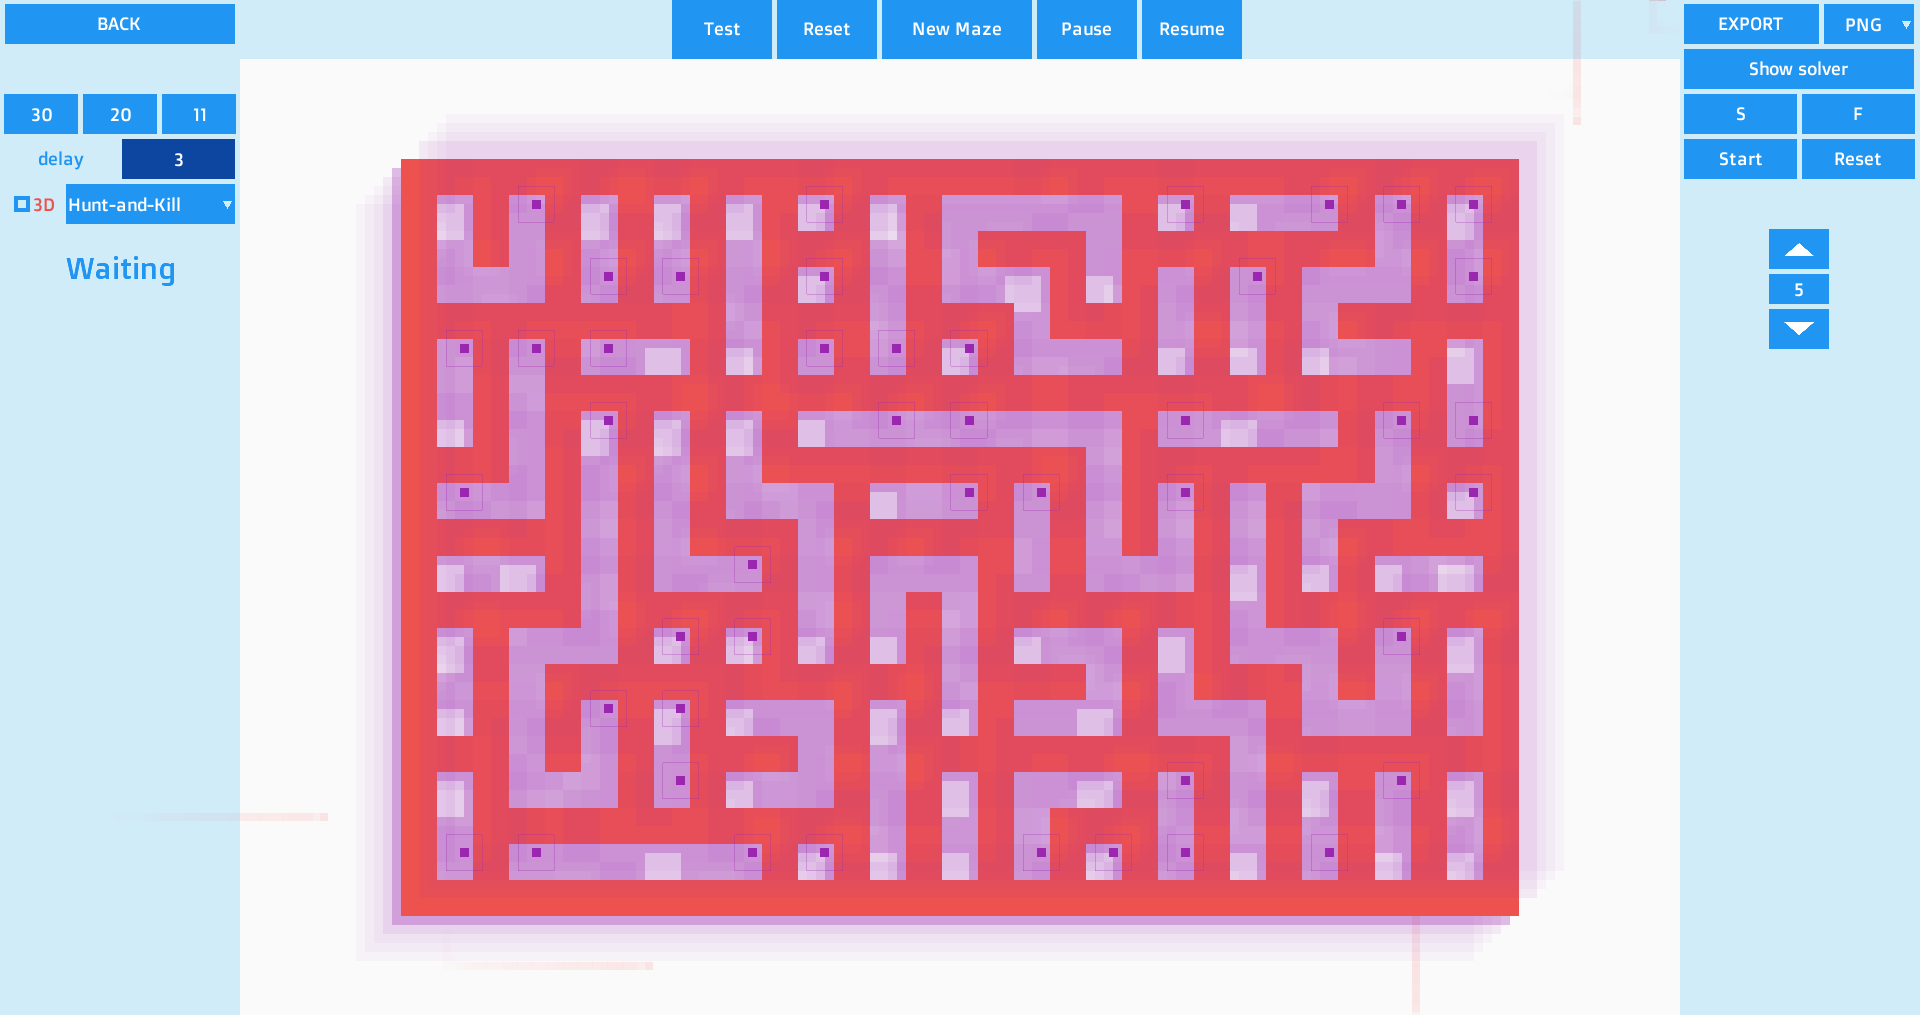 BACK
Test
Reset
New Maze
Pause
Resume
EXPORT
PNG
Show solver
30
20
11
S
F
delay
3
Start
Reset
3D
Hunt-and-Kill
Waiting
5